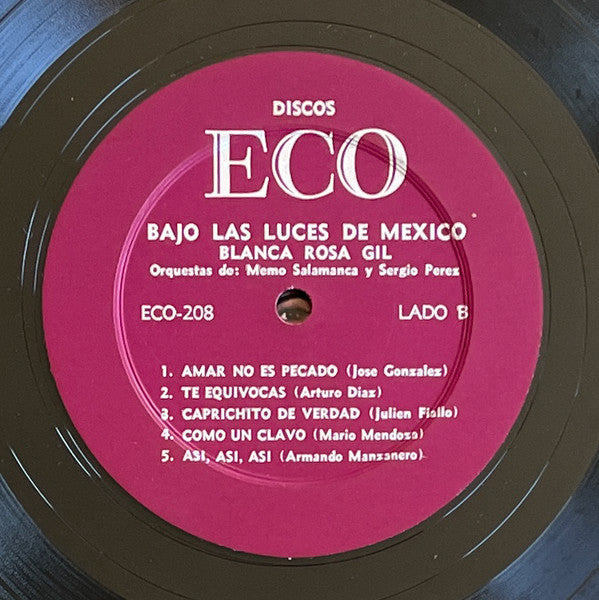 DISCOS
ECO
BAJO LAS LUCES DE MEXICO
BLANCA ROSA GIL
Orquestas de: Memo Salamanca y Sergio Perez
ECO-208 LADO B
1. AMAR NO ES PECADO (Jose Gonzalez)
2. TE EQUIVOCAS (Arturo Diaz)
3. CAPRICHITO DE VERDAD (Julien Fiallo)
4. COMO UN CLAVO (Mario Mendoza)
5. ASI, ASI, ASI (Armando Manzanero)